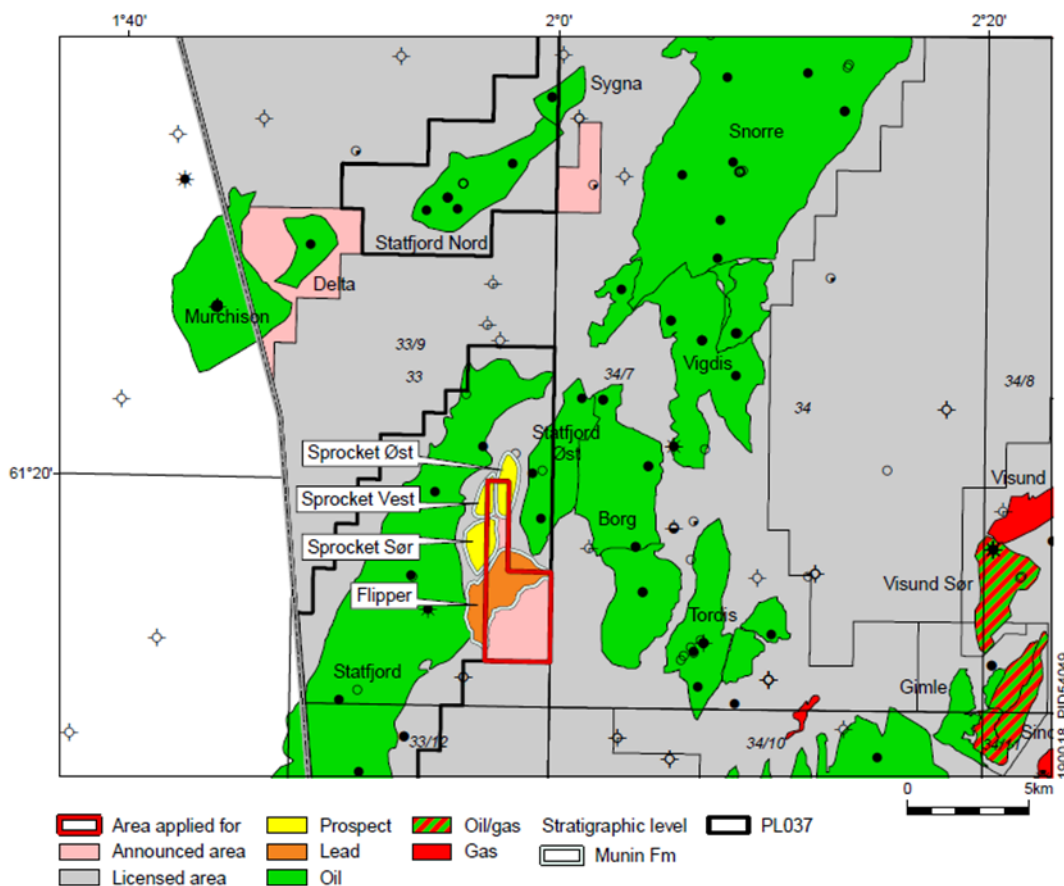 1°40'
2°0'
2°20'
Sygna
Snorre
Statfjord Nord
Delta
Murchison
33/9
33
34/7
Vigdis
34
34/8
Statfjord
Øst
Sprocket Øst
61°20'
Visund
Sprocket Vest
Borg
Sprocket Sør
Visund Sør
Flipper
Tordis
Statfjord
Gimle
33/12
34/10
34/11
190018_PID54049
0
5km
Area applied for
Prospect
Oil/gas
Stratigraphic level
PL037
Announced area
Lead
Gas
Munin Fm
Licensed area
Oil